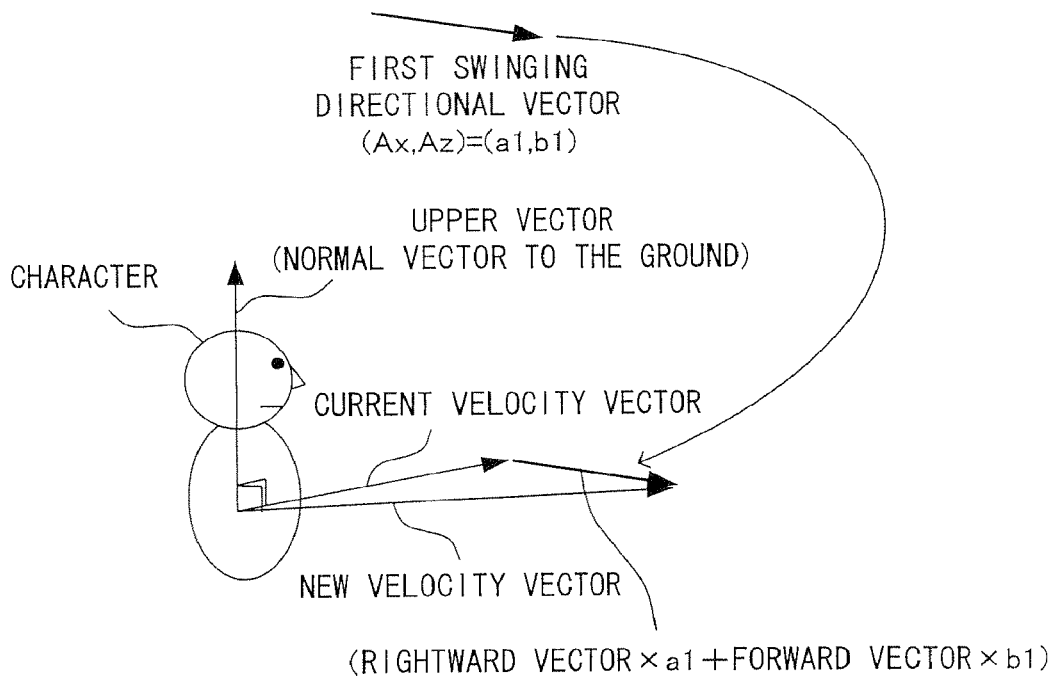 FIRST SWINGING
DIRECTIONAL VECTOR
(Ax,Az)=(a1,b1)
UPPER VECTOR
(NORMAL VECTOR TO THE GROUND)
CHARACTER
CURRENT VELOCITY VECTOR
NEW VELOCITY VECTOR
(RIGHTWARD VECTOR×a1+FORWARD VECTOR×b1)